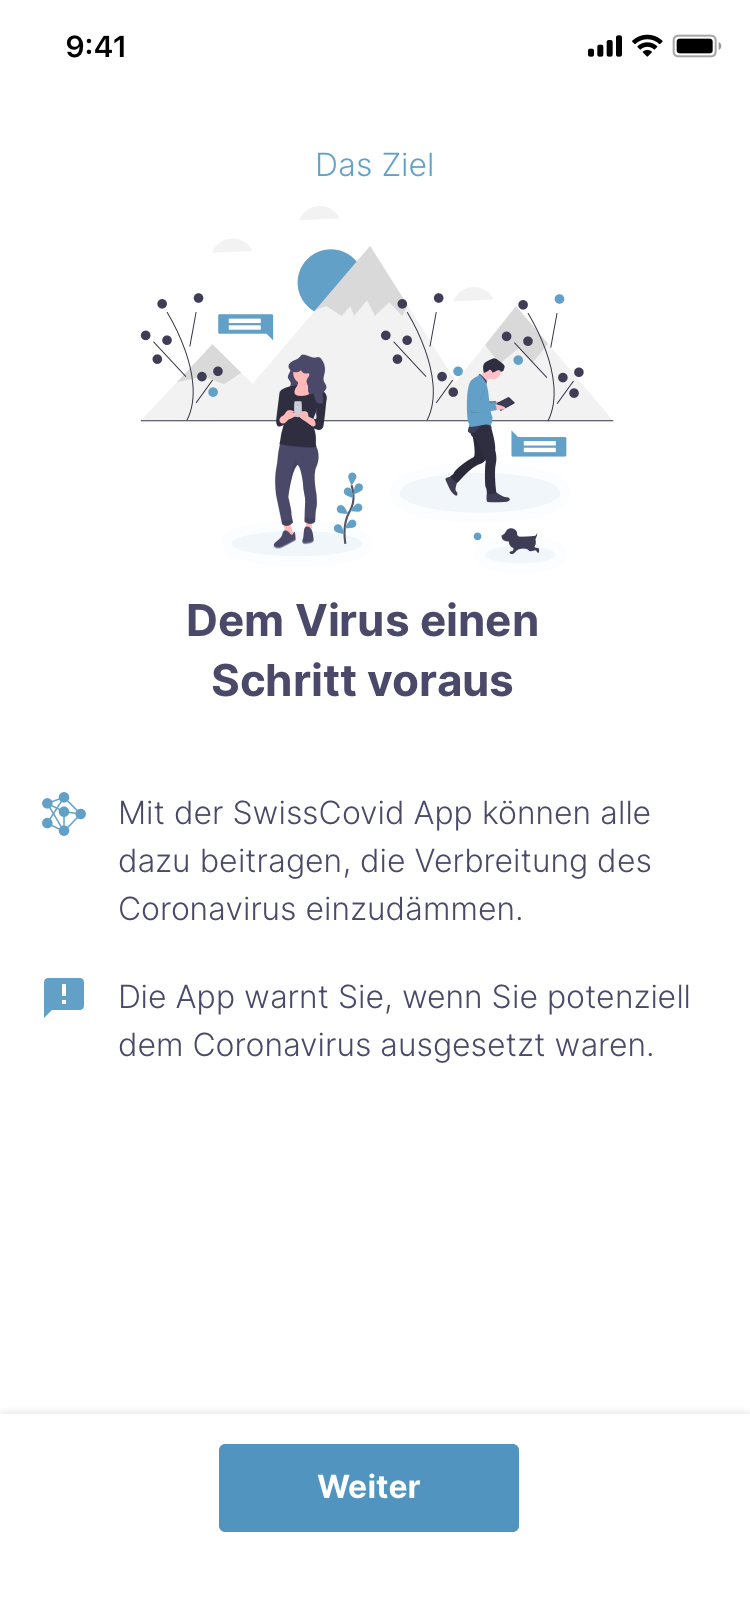 9:41
Das Ziel
Dem Virus einen
Schritt voraus
Mit der SwissCovid App können alle
dazu beitragen, die Verbreitung des
Coronavirus einzudämmen.
Die App warnt Sie, wenn Sie potenziell
dem Coronavirus ausgesetzt waren.
Weiter